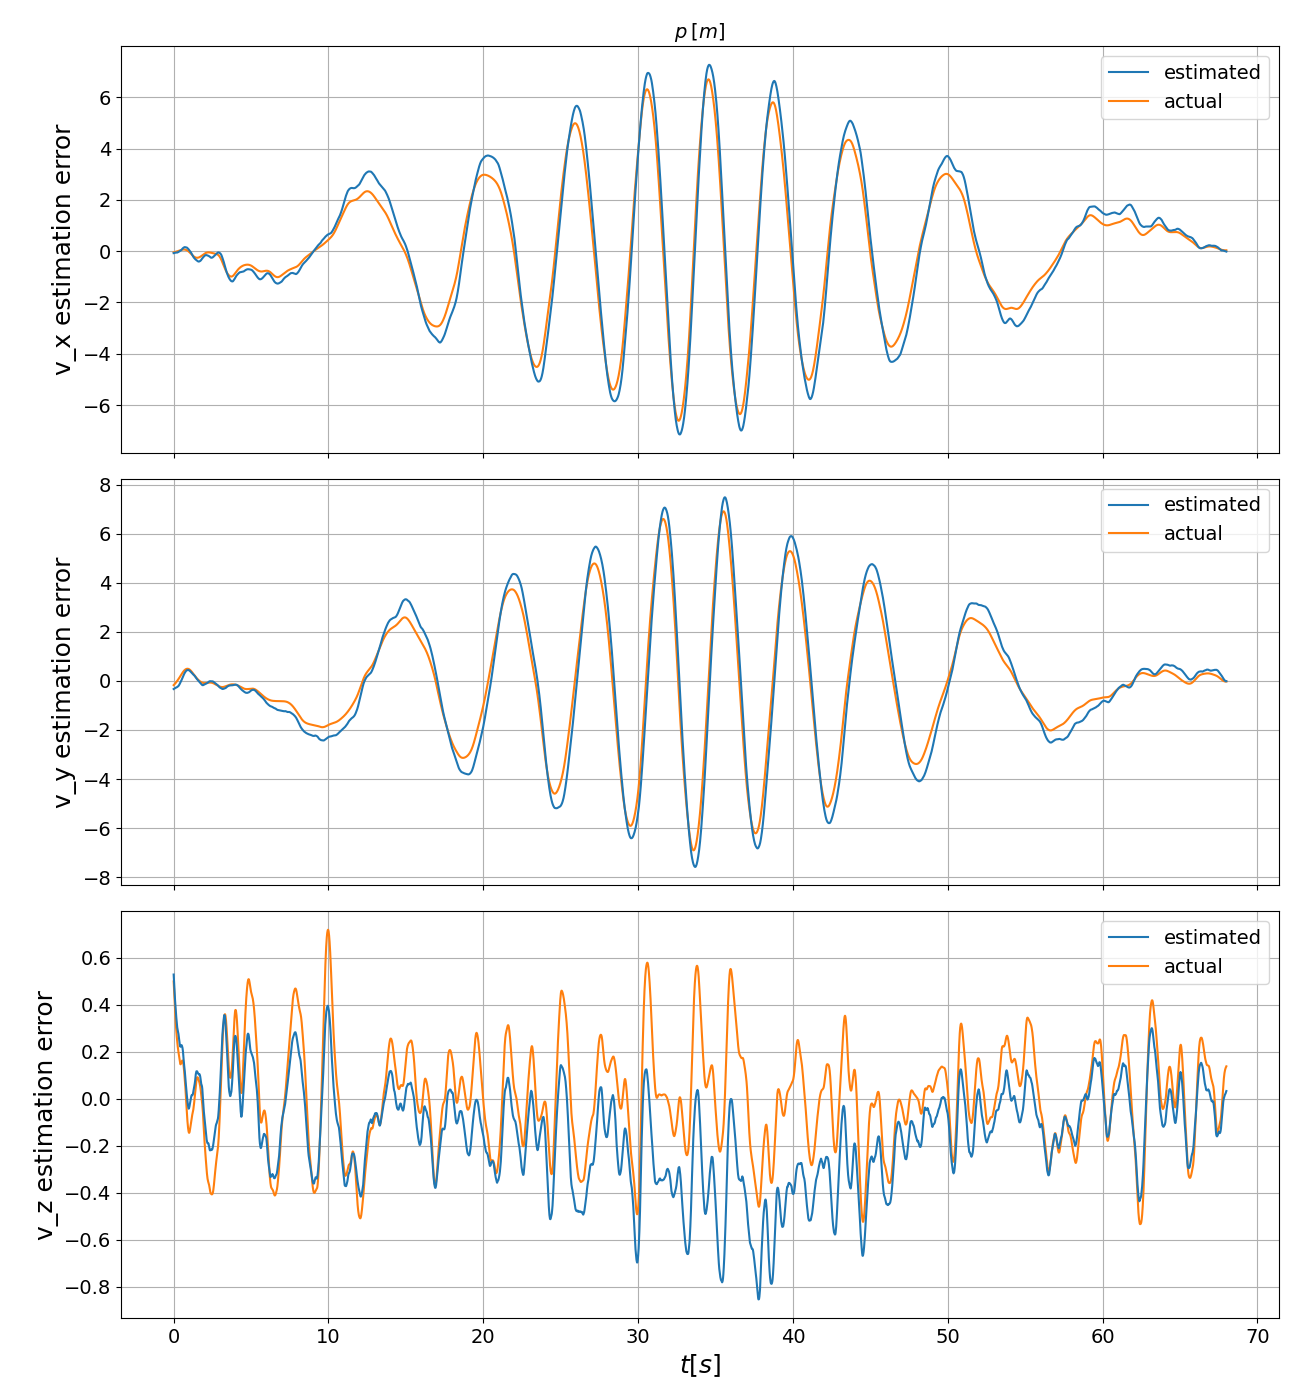 p [m]
estimated
actual
6
4
2
0
−2
−4
−6
v_x estimation error
estimated
actual
8
6
4
2
0
−2
−4
−6
−8
v_y estimation error
estimated
actual
0.6
0.4
0.2
0.0
−0.2
−0.4
−0.6
−0.8
v_z estimation error
0 10 20 30 40 50 60 70
t[s]